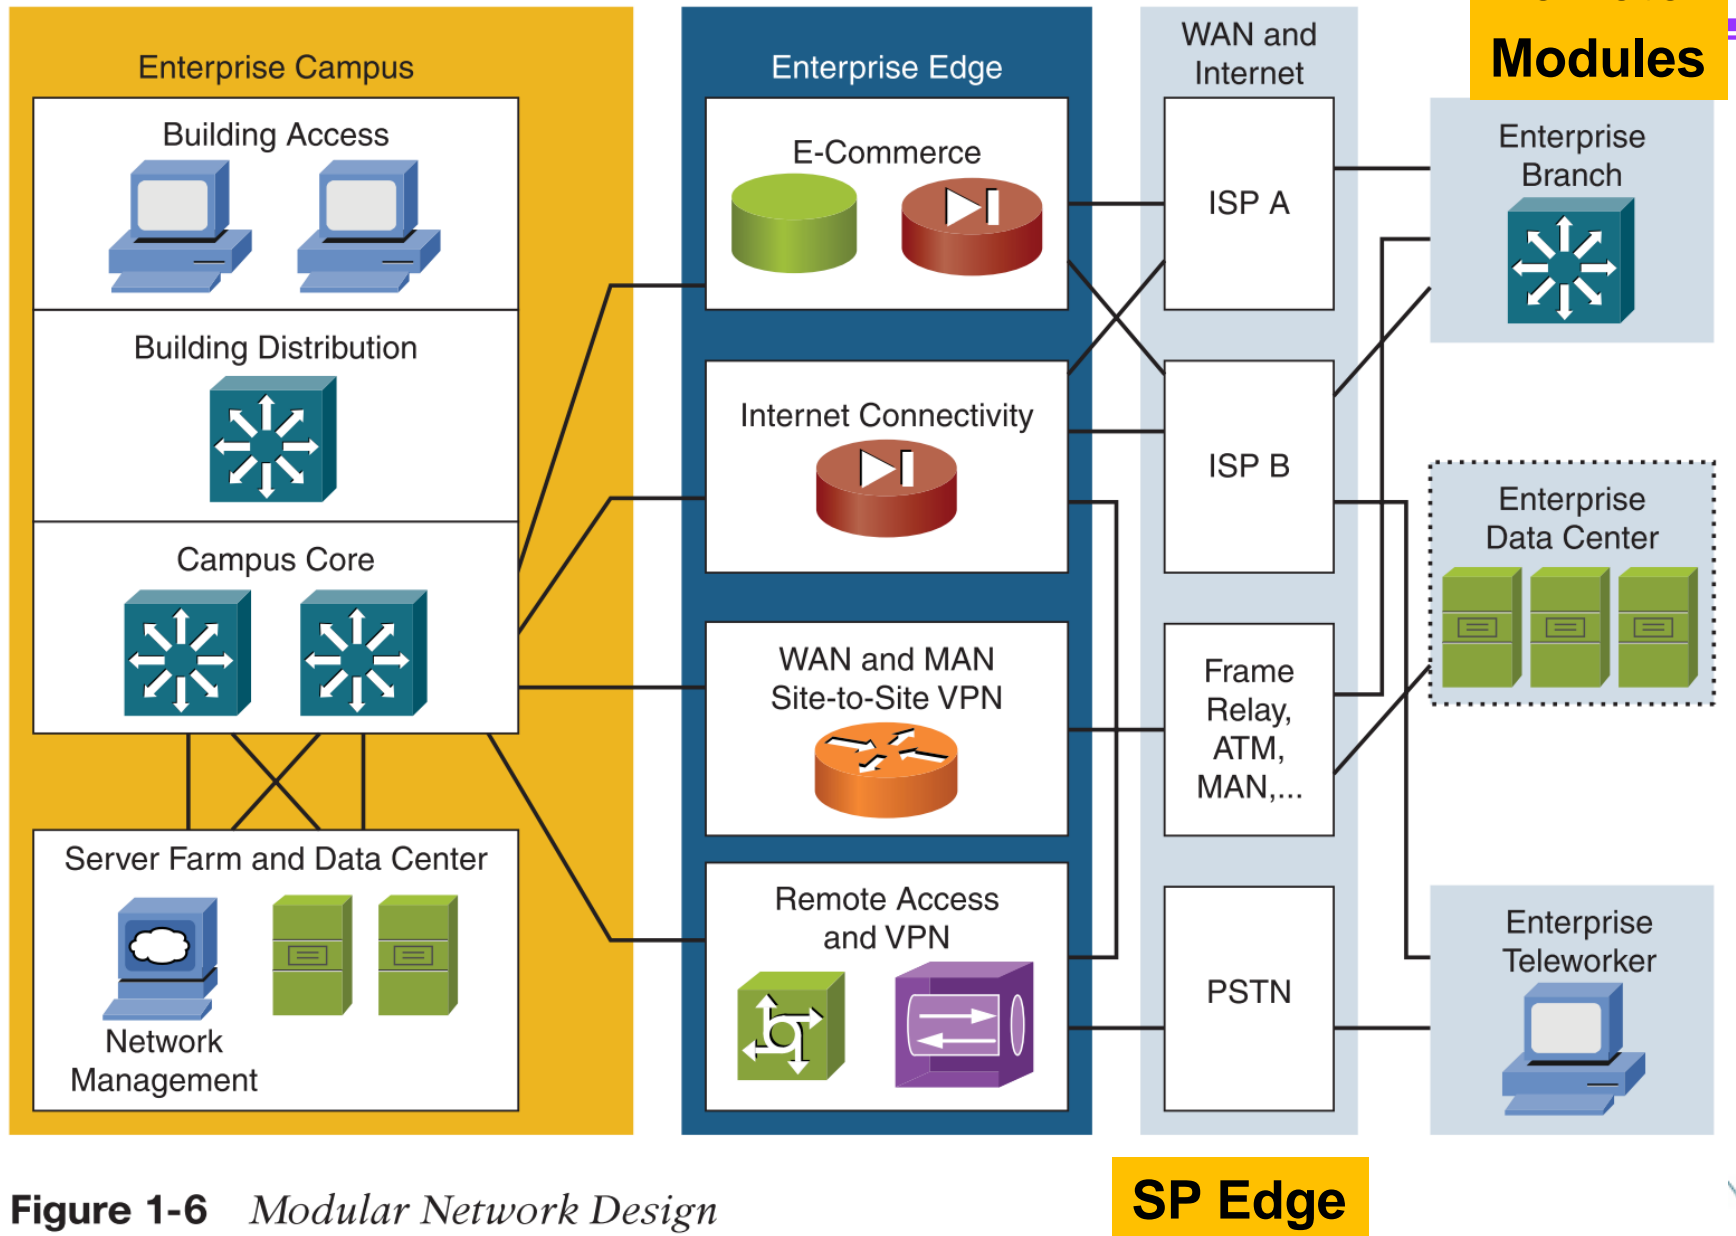 Modules
Enterprise Campus
Building Access
Building Distribution
Campus Core
Server Farm and Data Center
Network
Management
Enterprise Edge
E-Commerce
Internet Connectivity
WAN and MAN
Site-to-Site VPN
Remote Access
and VPN
WAN and
Internet
ISP A
ISP B
Frame
Relay,
ATM,
MAN,...
PSTN
Enterprise
Branch
Enterprise
Data Center
Enterprise
Teleworker
SP Edge
Figure 1-6 Modular Network Design